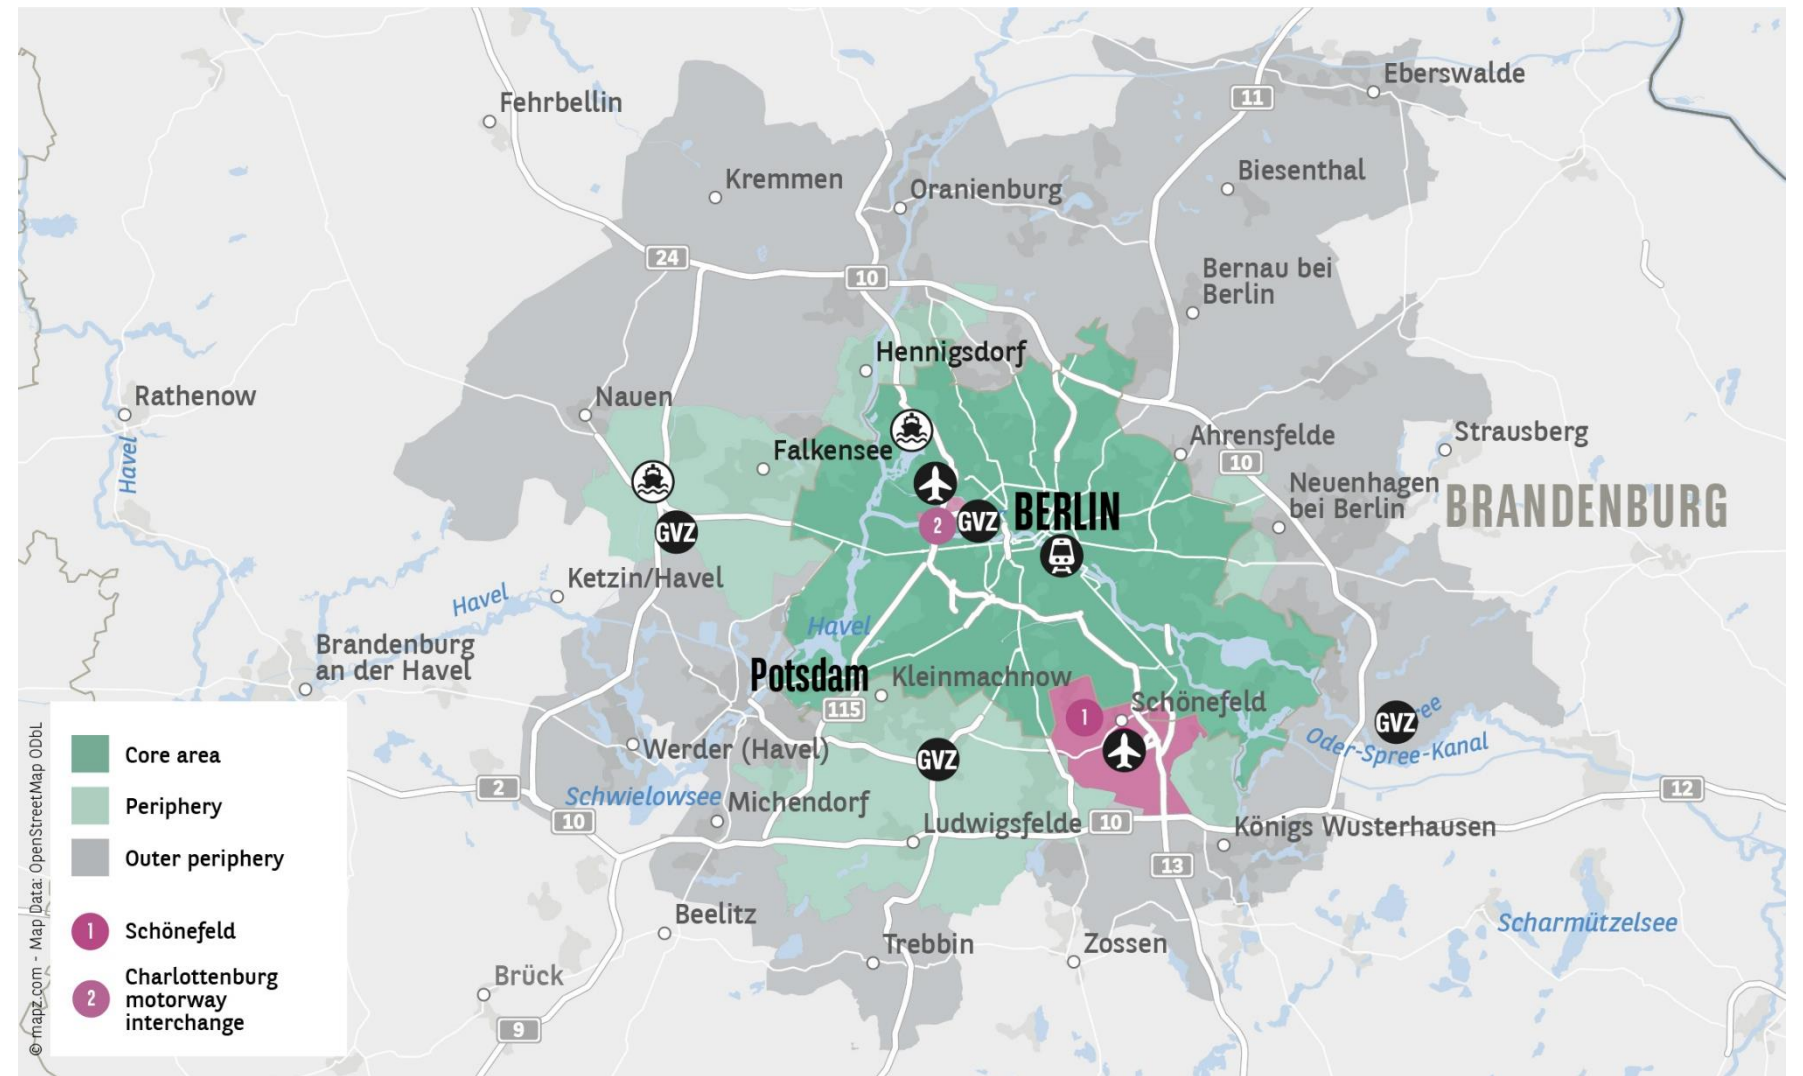 Eberswalde
11
Fehrbellin
Biesenthal
Kremmen
Oranienburg
24
10
Bernau bei
Berlin
Hennigsdorf
Rathenow
Nauen
Havel
Falkensee
Ahrensfelde
Strausberg
10
Neuenhagen
bei Berlin
BRANDENBURG
BERLIN
2
GVZ
GVZ
Ketzin/Havel
Havel
Havel
Brandenburg
an der Havel
Potsdam
Kleinmachnow
115
1
Schönefeld
GVZ
ree
Oder-Spree-Kanal
Werder (Havel)
GVZ
2
Schwielowsee
Michendorf
12
10
Ludwigsfelde
10
Königs Wusterhausen
13
Beelitz
Trebbin
Zossen
Scharmützelsee
Brück
9
Core area
Periphery
Outer periphery
1
Schönefeld
2
Charlottenburg
motorway
interchange
© mapz.com - Map Data: OpenStreetMap ODbL